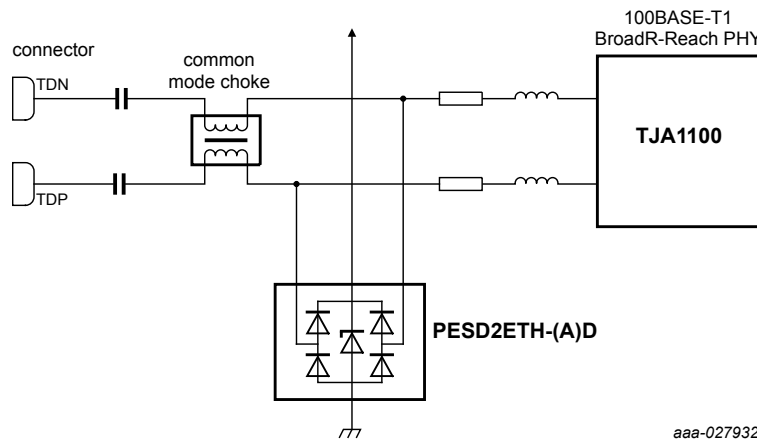 100BASE-T1
BroadR-Reach PHY
connector
common
mode choke
TDN
TJA1100
TDP
PESD2ETH-(A)D
aaa-027932